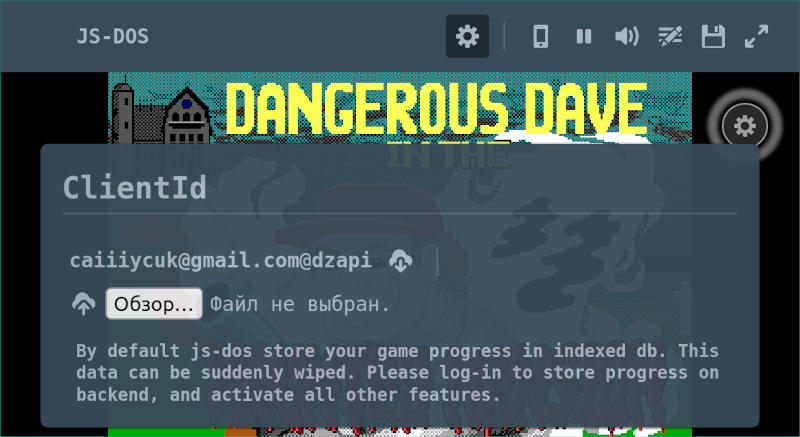 JS-DOS
DANGEROUS DAVE
IN THE
ClientId
caiiiycuk@gmail.com@dzapi
Обзор... Файл не выбран.
By default js-dos store your game progress in indexed db. This
data can be suddenly wiped. Please log-in to store progress on
backend, and activate all other features.